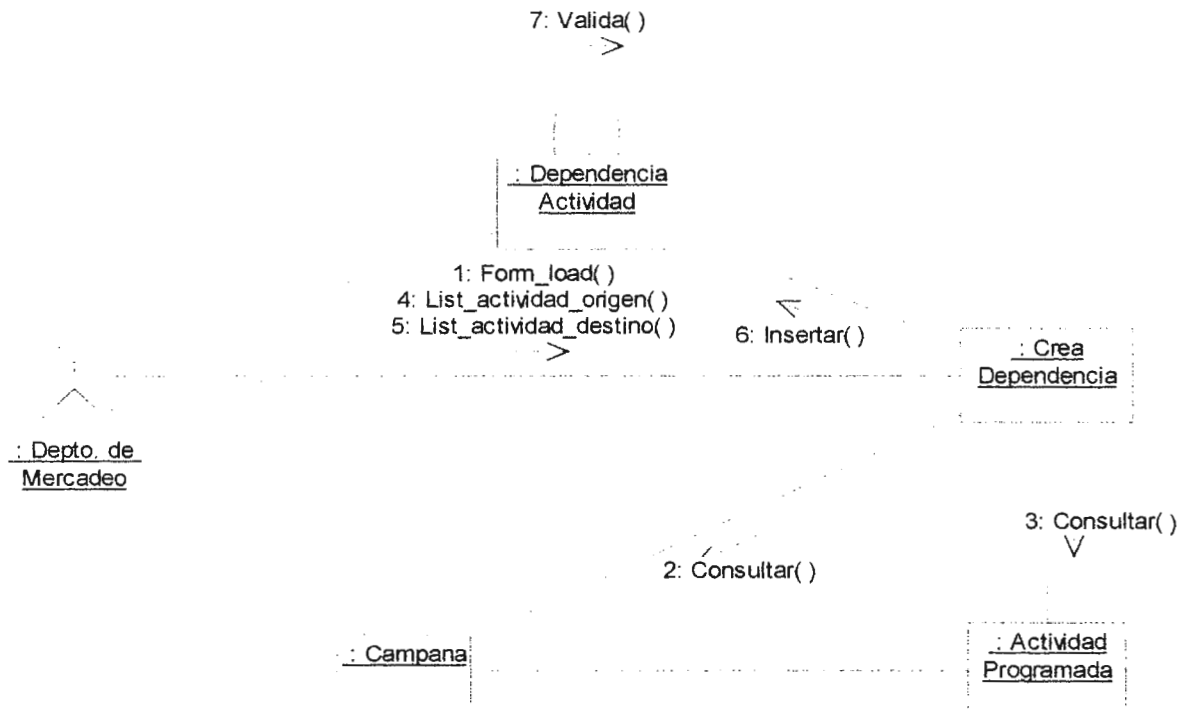 7: Valida( )
: Dependencia
Actividad
1: Form_load( )
4: List_actividad_origen( )
5: List_actividad_destino( )
6: Insertar( )
: Crea
Dependencia
: Depto. de
Mercadeo
3: Consultar( )
2: Consultar( )
: Campana
: Actividad
Programada